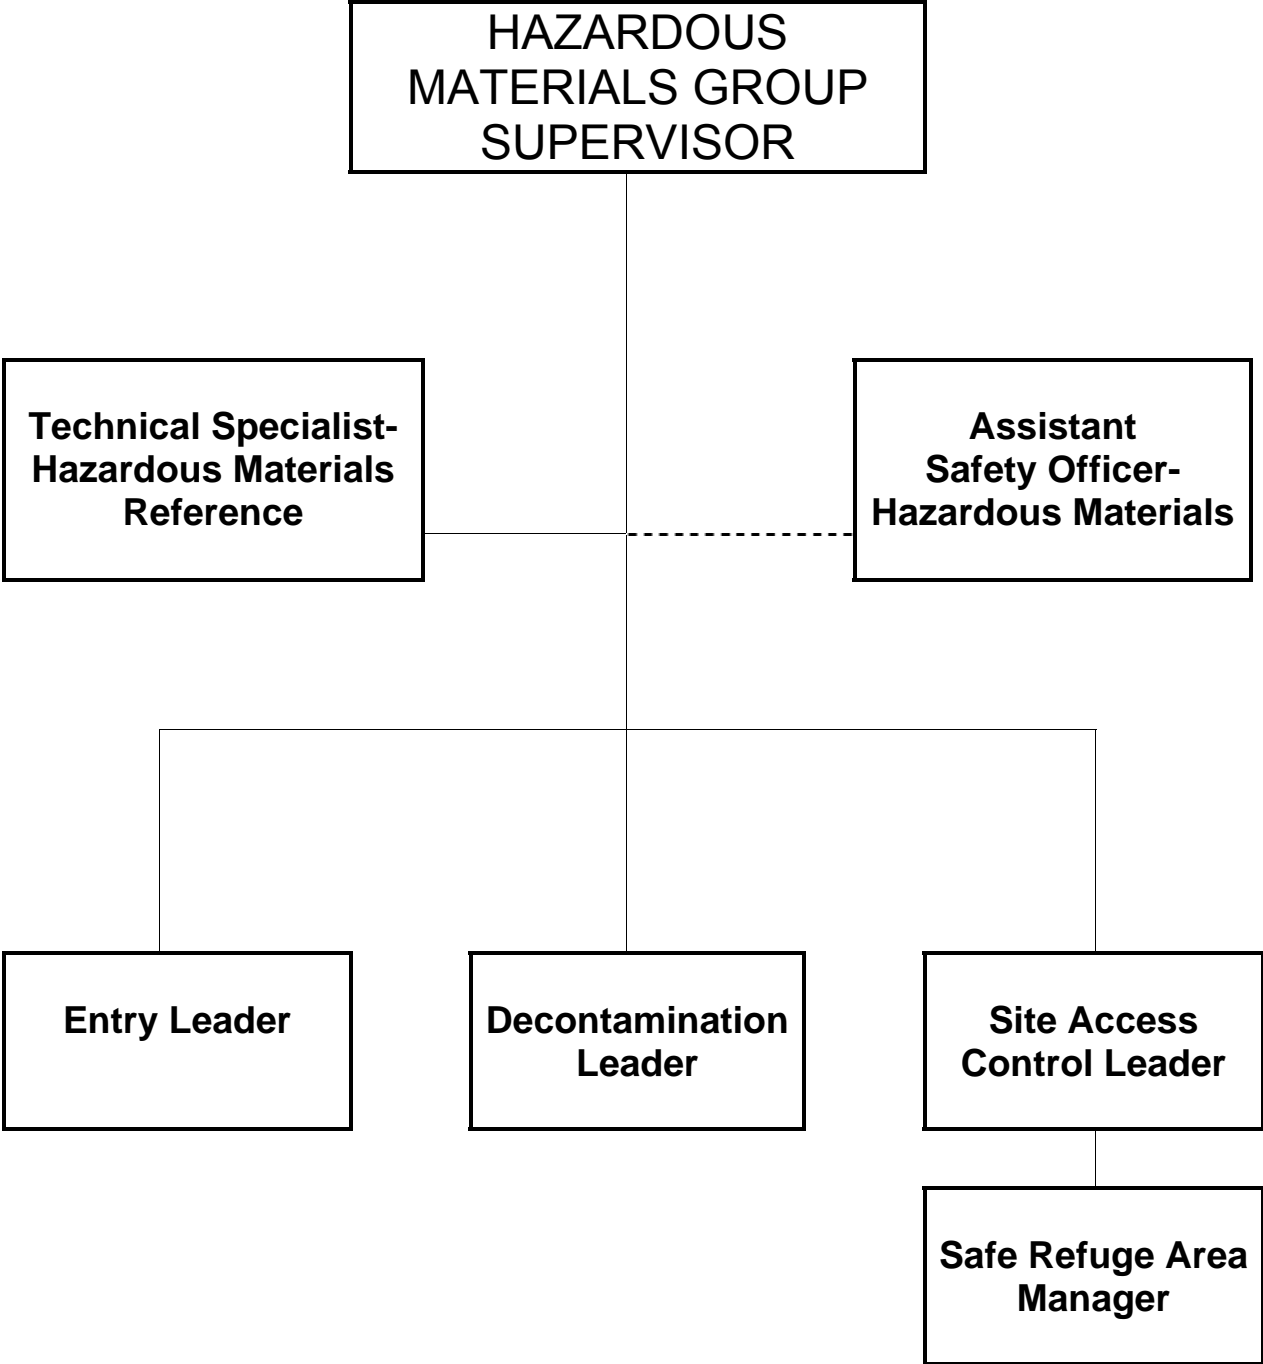 HAZARDOUS
MATERIALS GROUP
SUPERVISOR
Technical Specialist-
Hazardous Materials
Reference
Assistant
Safety Officer-
Hazardous Materials
Entry Leader
Decontamination
Leader
Site Access
Control Leader
Safe Refuge Area
Manager